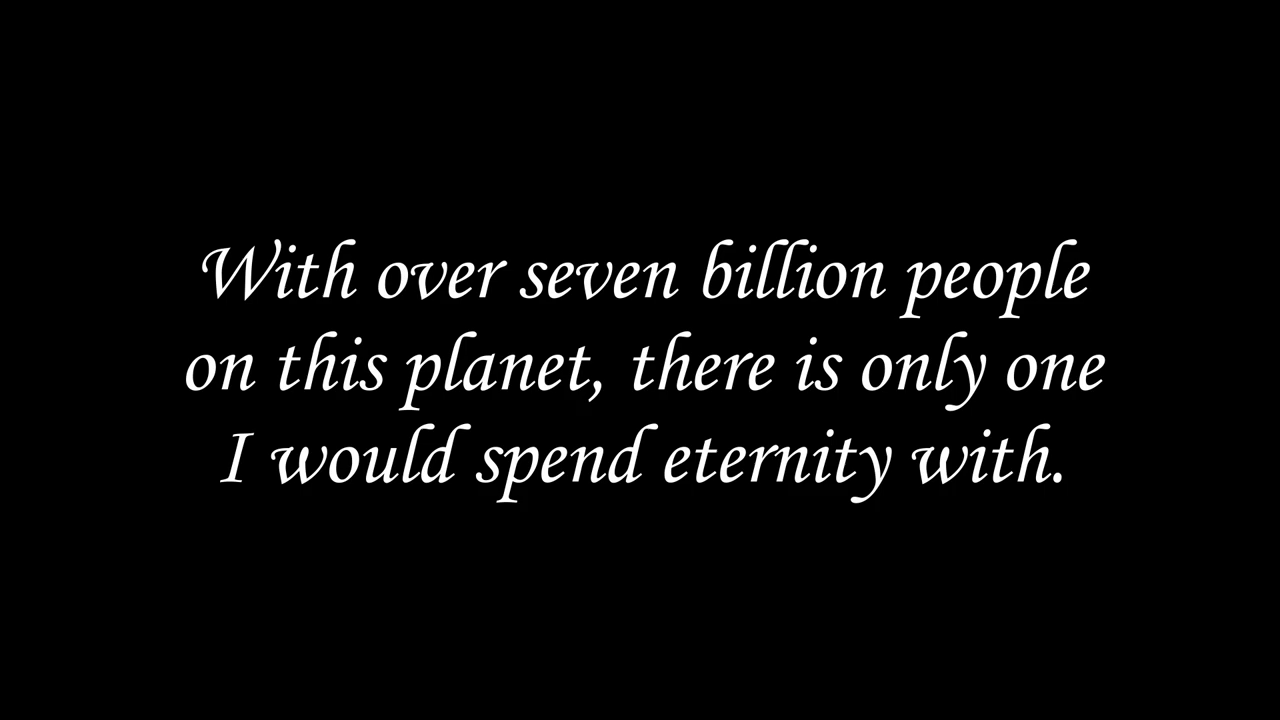 With over seven billion people
on this planet, there is only one
I would spend eternity with.